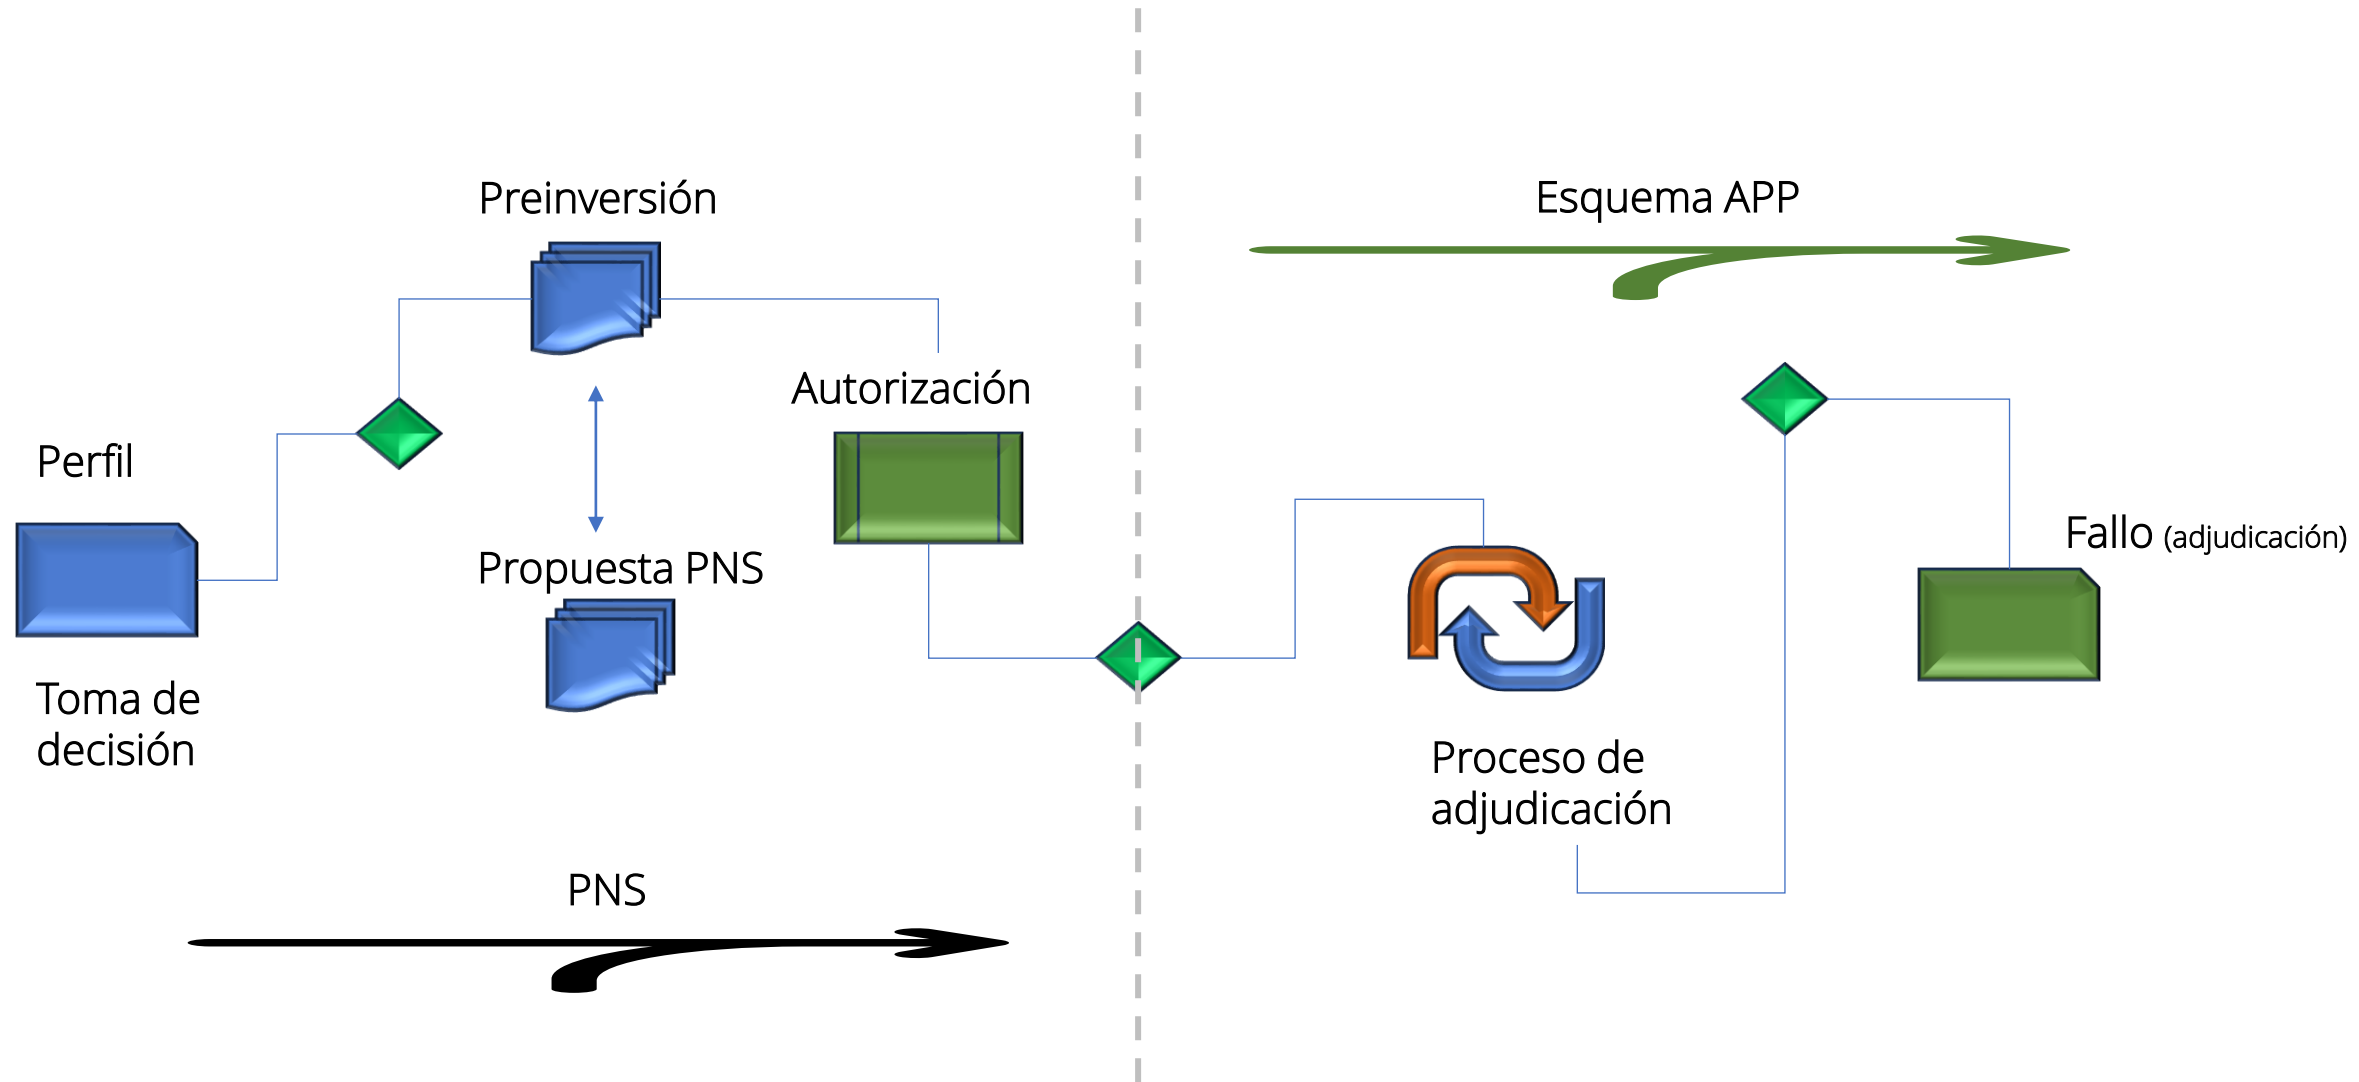 Preinversión
Esquema APP
Autorización
Perfil
Fallo (adjudicación)
Propuesta PNS
Toma de
decisión
Proceso de
adjudicación
PNS